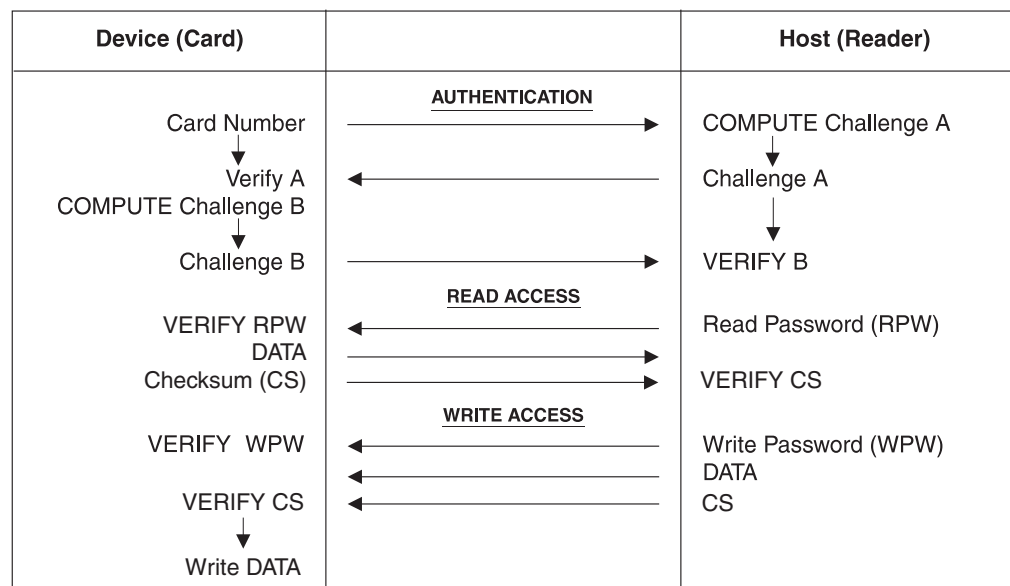 Device (Card) Host (Reader)
AUTHENTICATION
Card Number COMPUTE Challenge A
Verify A Challenge A
COMPUTE Challenge B
Challenge B VERIFY B
READ ACCESS
VERIFY RPW Read Password (RPW)
DATA
Checksum (CS) VERIFY CS
WRITE ACCESS
VERIFY WPW Write Password (WPW)
DATA
VERIFY CS CS
Write DATA